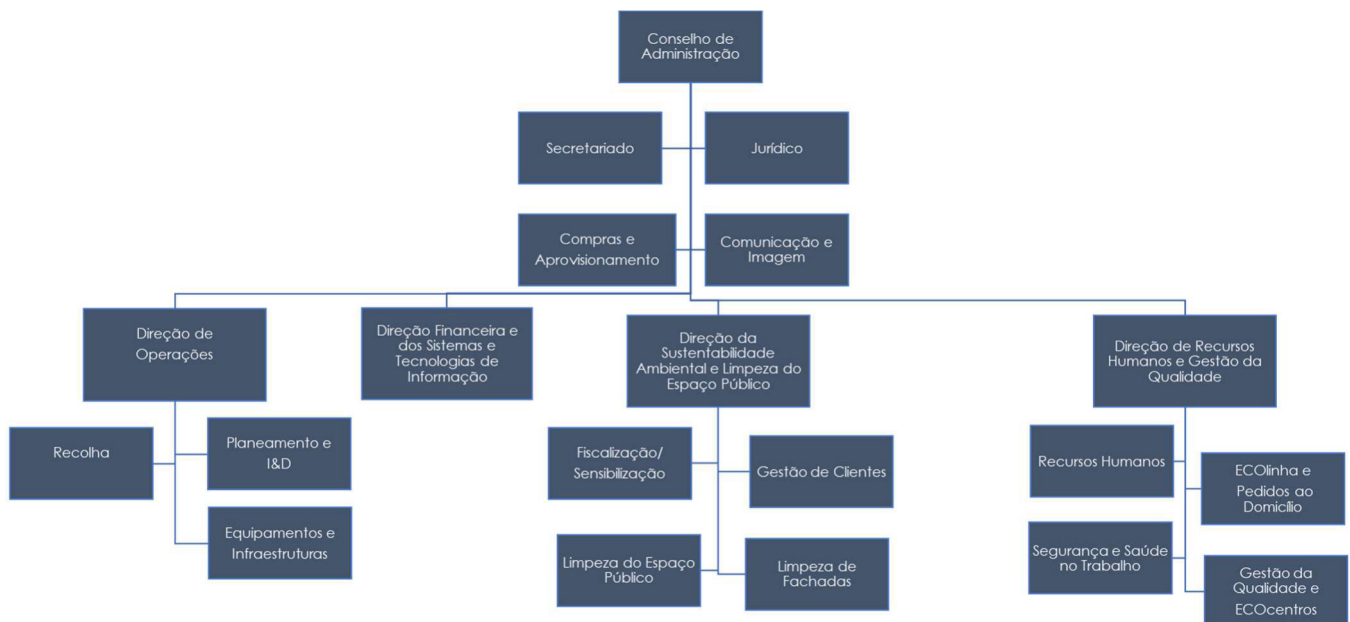 Conselho de
Administração
Secretariado
Jurídico
Compras e
Aprovisionamento
Comunicação e
Imagem
Direção de
Operações
Direção Financeira e
dos Sistemas e
Tecnologias de
Informação
Direção da
Sustentabilidade
Ambiental e Limpeza do
Espaço Público
Direção de Recursos
Humanos e Gestão da
Qualidade
Recolha
Planeamento e
I&D
Equipamentos e
Infraestruturas
Fiscalização/
Sensibilização
Gestão de Clientes
Limpeza do Espaço
Público
Limpeza de
Fachadas
Recursos Humanos
ECOlinha e
Pedidos ao
Domicílio
Segurança e Saúde
no Trabalho
Gestão da
Qualidade e
ECOcentros